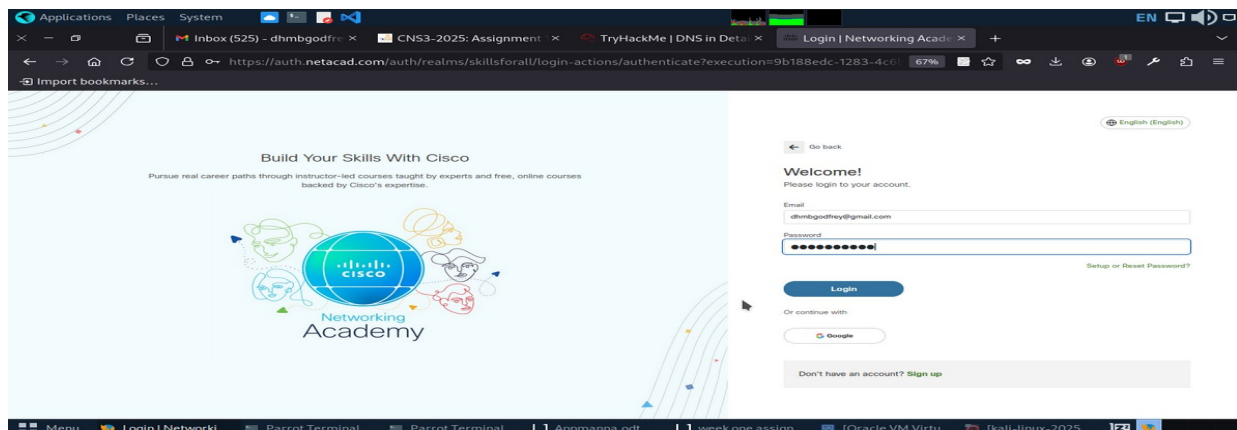 Applications Places System
EN
Inbox (525) - dhmbgodfre
CNS3-2025: Assignment
TryHackMe | DNS in Deta
Login | Networking Acade
https://auth.netacad.com/auth/realms/skillsforall/login-actions/authenticate?execution=9b188edc-1283-4c6
67%
Import bookmarks...
English (English)
Go back
Build Your Skills With Cisco
Pursue real career paths through instructor-led courses taught by experts and free, online courses
backed by Cisco's expertise.
Welcome!
Please login to your account.
Email
dhmbgodfrey@gmail.com
Password
Setup or Reset Password?
Login
Or continue with
Google
Don't have an account? Sign up
CISCO
Networking
Academy
Menu
Login | Networki
Parrot Terminal
Parrot Terminal
week one assign
[Oracle VM Virtu
[kali-linux-2025